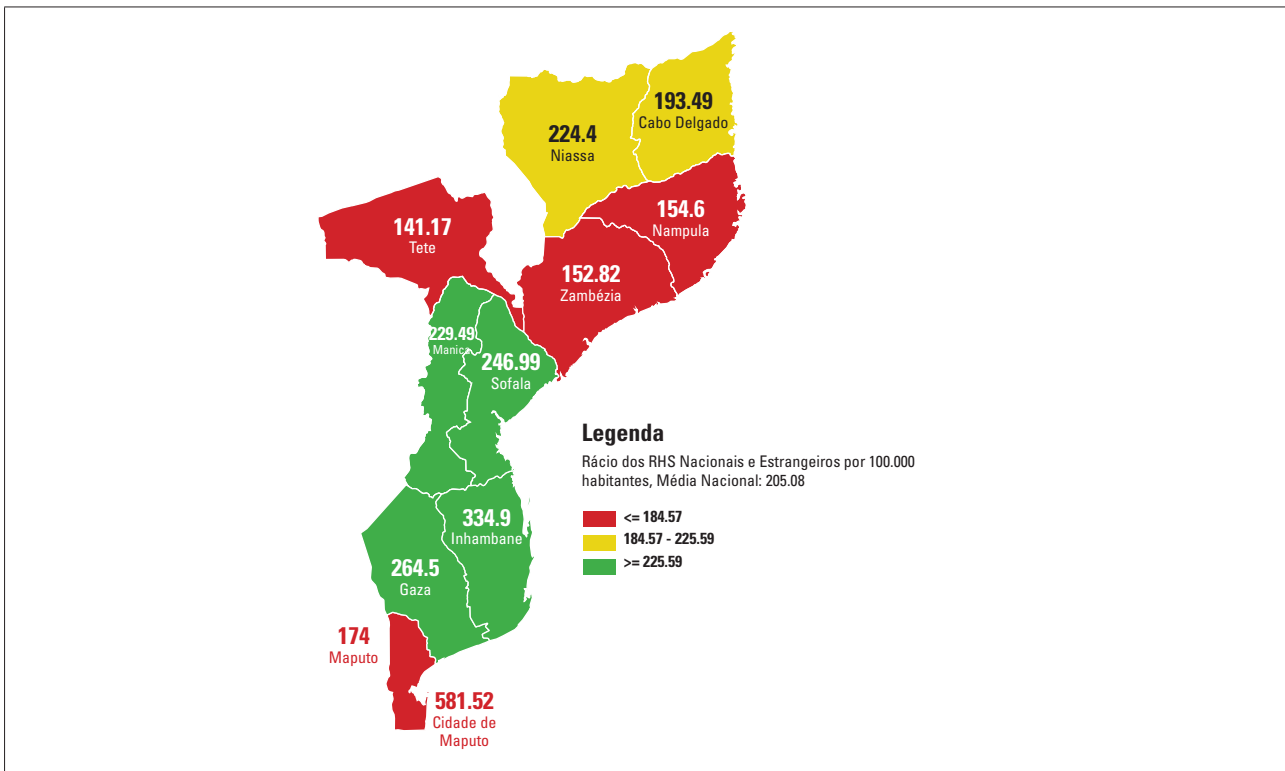 193.49
Cabo Delgado
224.4
Niassa
154.6
Nampula
141.17
Tete
152.82
Zambézia
229.49
Manica
246.99
Sofala
334.9
Inhambane
264.5
Gaza
174
Maputo
581.52
Cidade de
Maputo
Legenda
Rácio dos RHS Nacionais e Estrangeiros por 100.000
habitantes, Média Nacional: 205.08
<= 184.57
184.57 - 225.59
>= 225.59